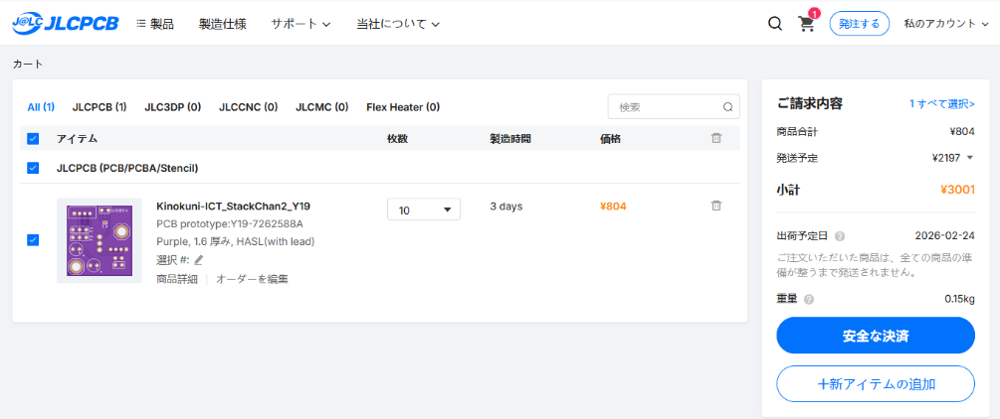 J@LC JLCPCB
製品
製造仕様
サポート
当社について
1
発注する
私のアカウント
カート
All (1)
JLCPCB (1)
JLC3DP (0)
JLCCNC (0)
JLCMC (0)
Flex Heater (0)
検索
アイテム
枚数
製造時間
価格
JLCPCB (PCB/PCBA/Stencil)
Kinokuni-ICT_StackChan2_Y19
PCB prototype:Y19-7262588A
Purple, 1.6 厚み, HASL(with lead)
選択 #:
商品詳細
オーダーを編集
10
3 days
¥804
ご請求内容
1 すべて選択>
商品合計
¥804
発送予定
¥2197
小計
¥3001
出荷予定日
2026-02-24
ご注文いただいた商品は、全ての商品の準
備が整うまで発送されません。
重量
0.15kg
安全な決済
+新アイテムの追加